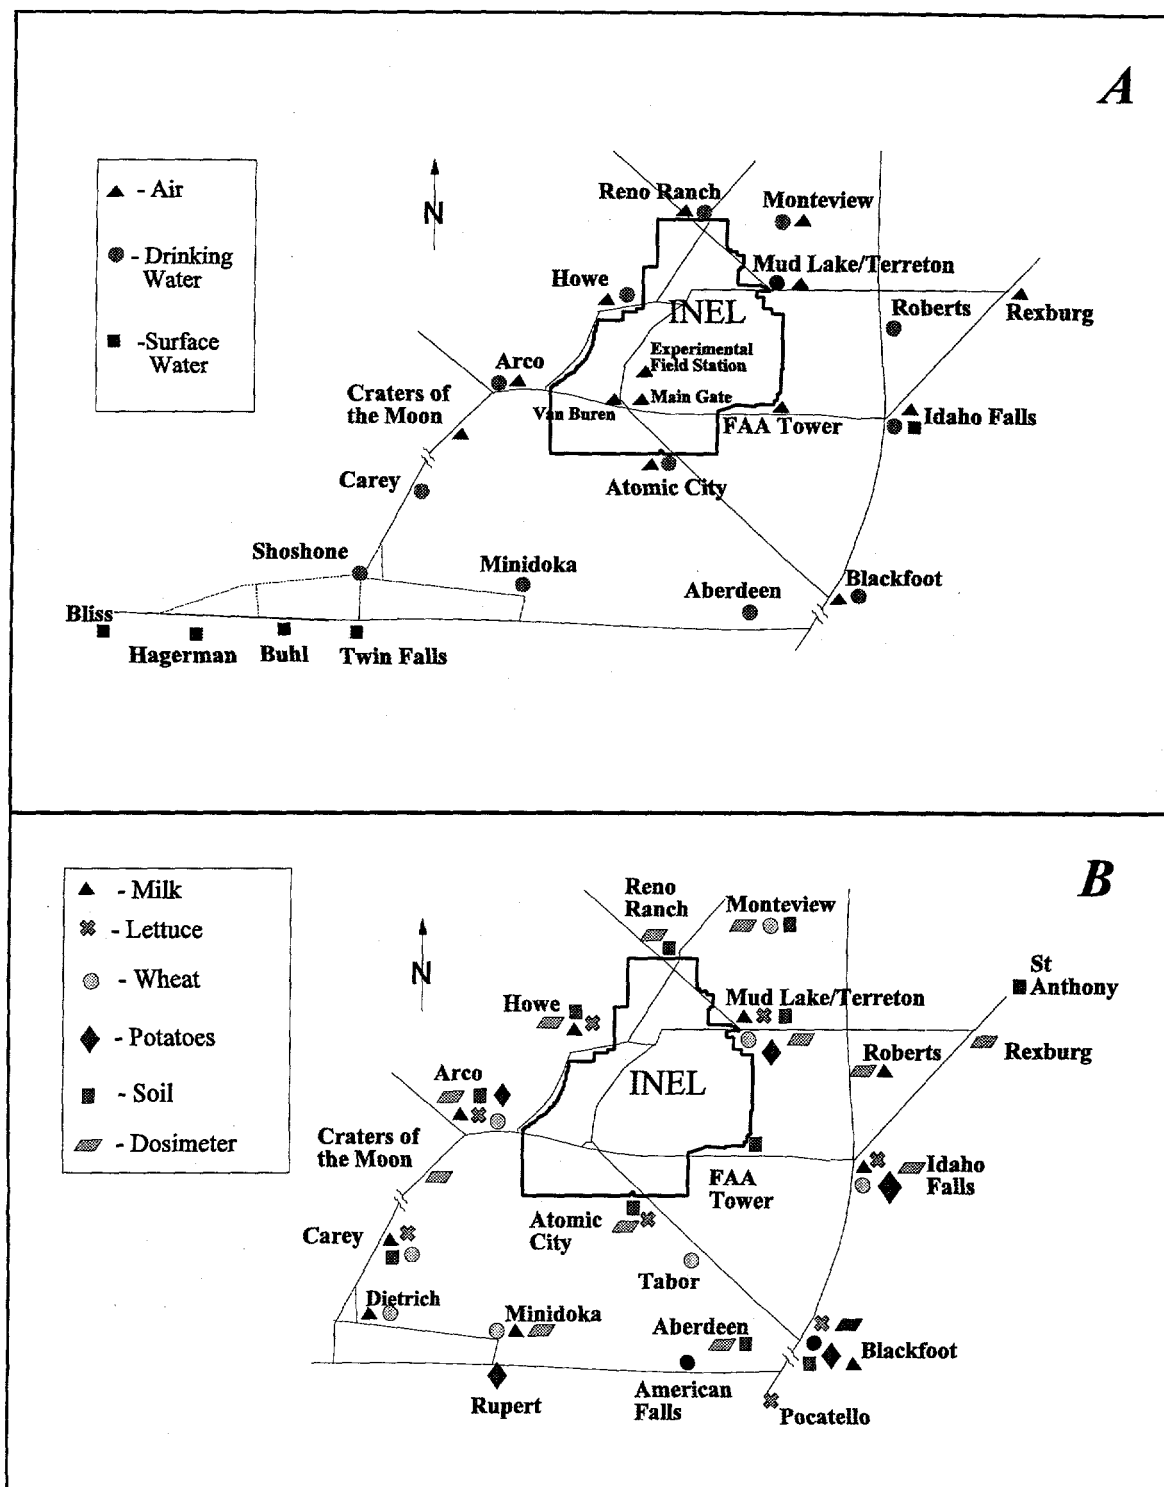 A
- Air
- Drinking
Water
-Surface
Water
N
Reno Ranch
Monteview
Mud Lake/Terreton
Howe
INEL
Roberts
Rexburg
Experimental
Field Station
Arco
Craters of
the Moon
Van Buren
Main Gate
FAA Tower
Idaho Falls
Carey
Atomic City
Shoshone
Minidoka
Aberdeen
Blackfoot
Bliss
Hagerman
Buhl
Twin Falls
B
- Milk
- Lettuce
- Wheat
- Potatoes
- Soil
- Dosimeter
N
Reno
Ranch
Monteview
St
Anthony
Howe
Mud Lake/Terreton
Roberts
Rexburg
Arco
INEL
Craters of
the Moon
FAA
Tower
Idaho
Falls
Carey
Atomic
City
Tabor
Dietrich
Minidoka
Aberdeen
Blackfoot
Rupert
American
Falls
Pocatello